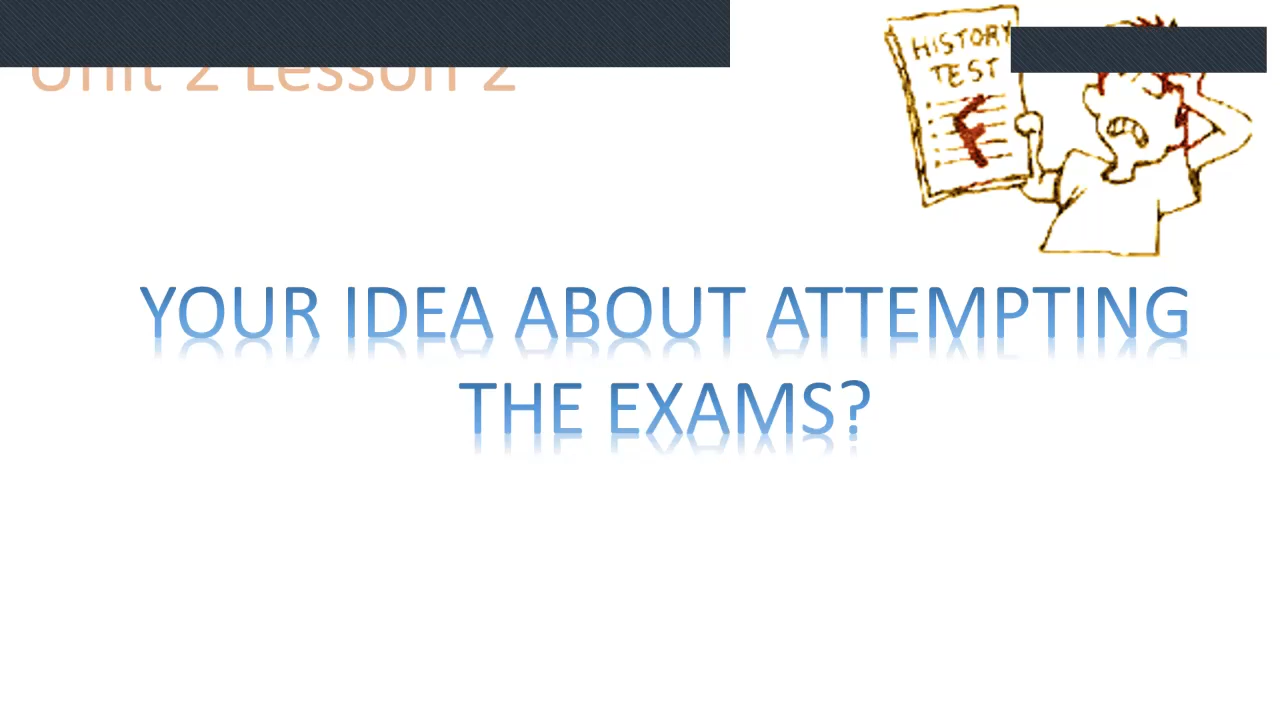 Unit 2 Lesson 2
HISTORY
TEST
F
YOUR IDEA ABOUT ATTEMPTING
THE EXAMS?